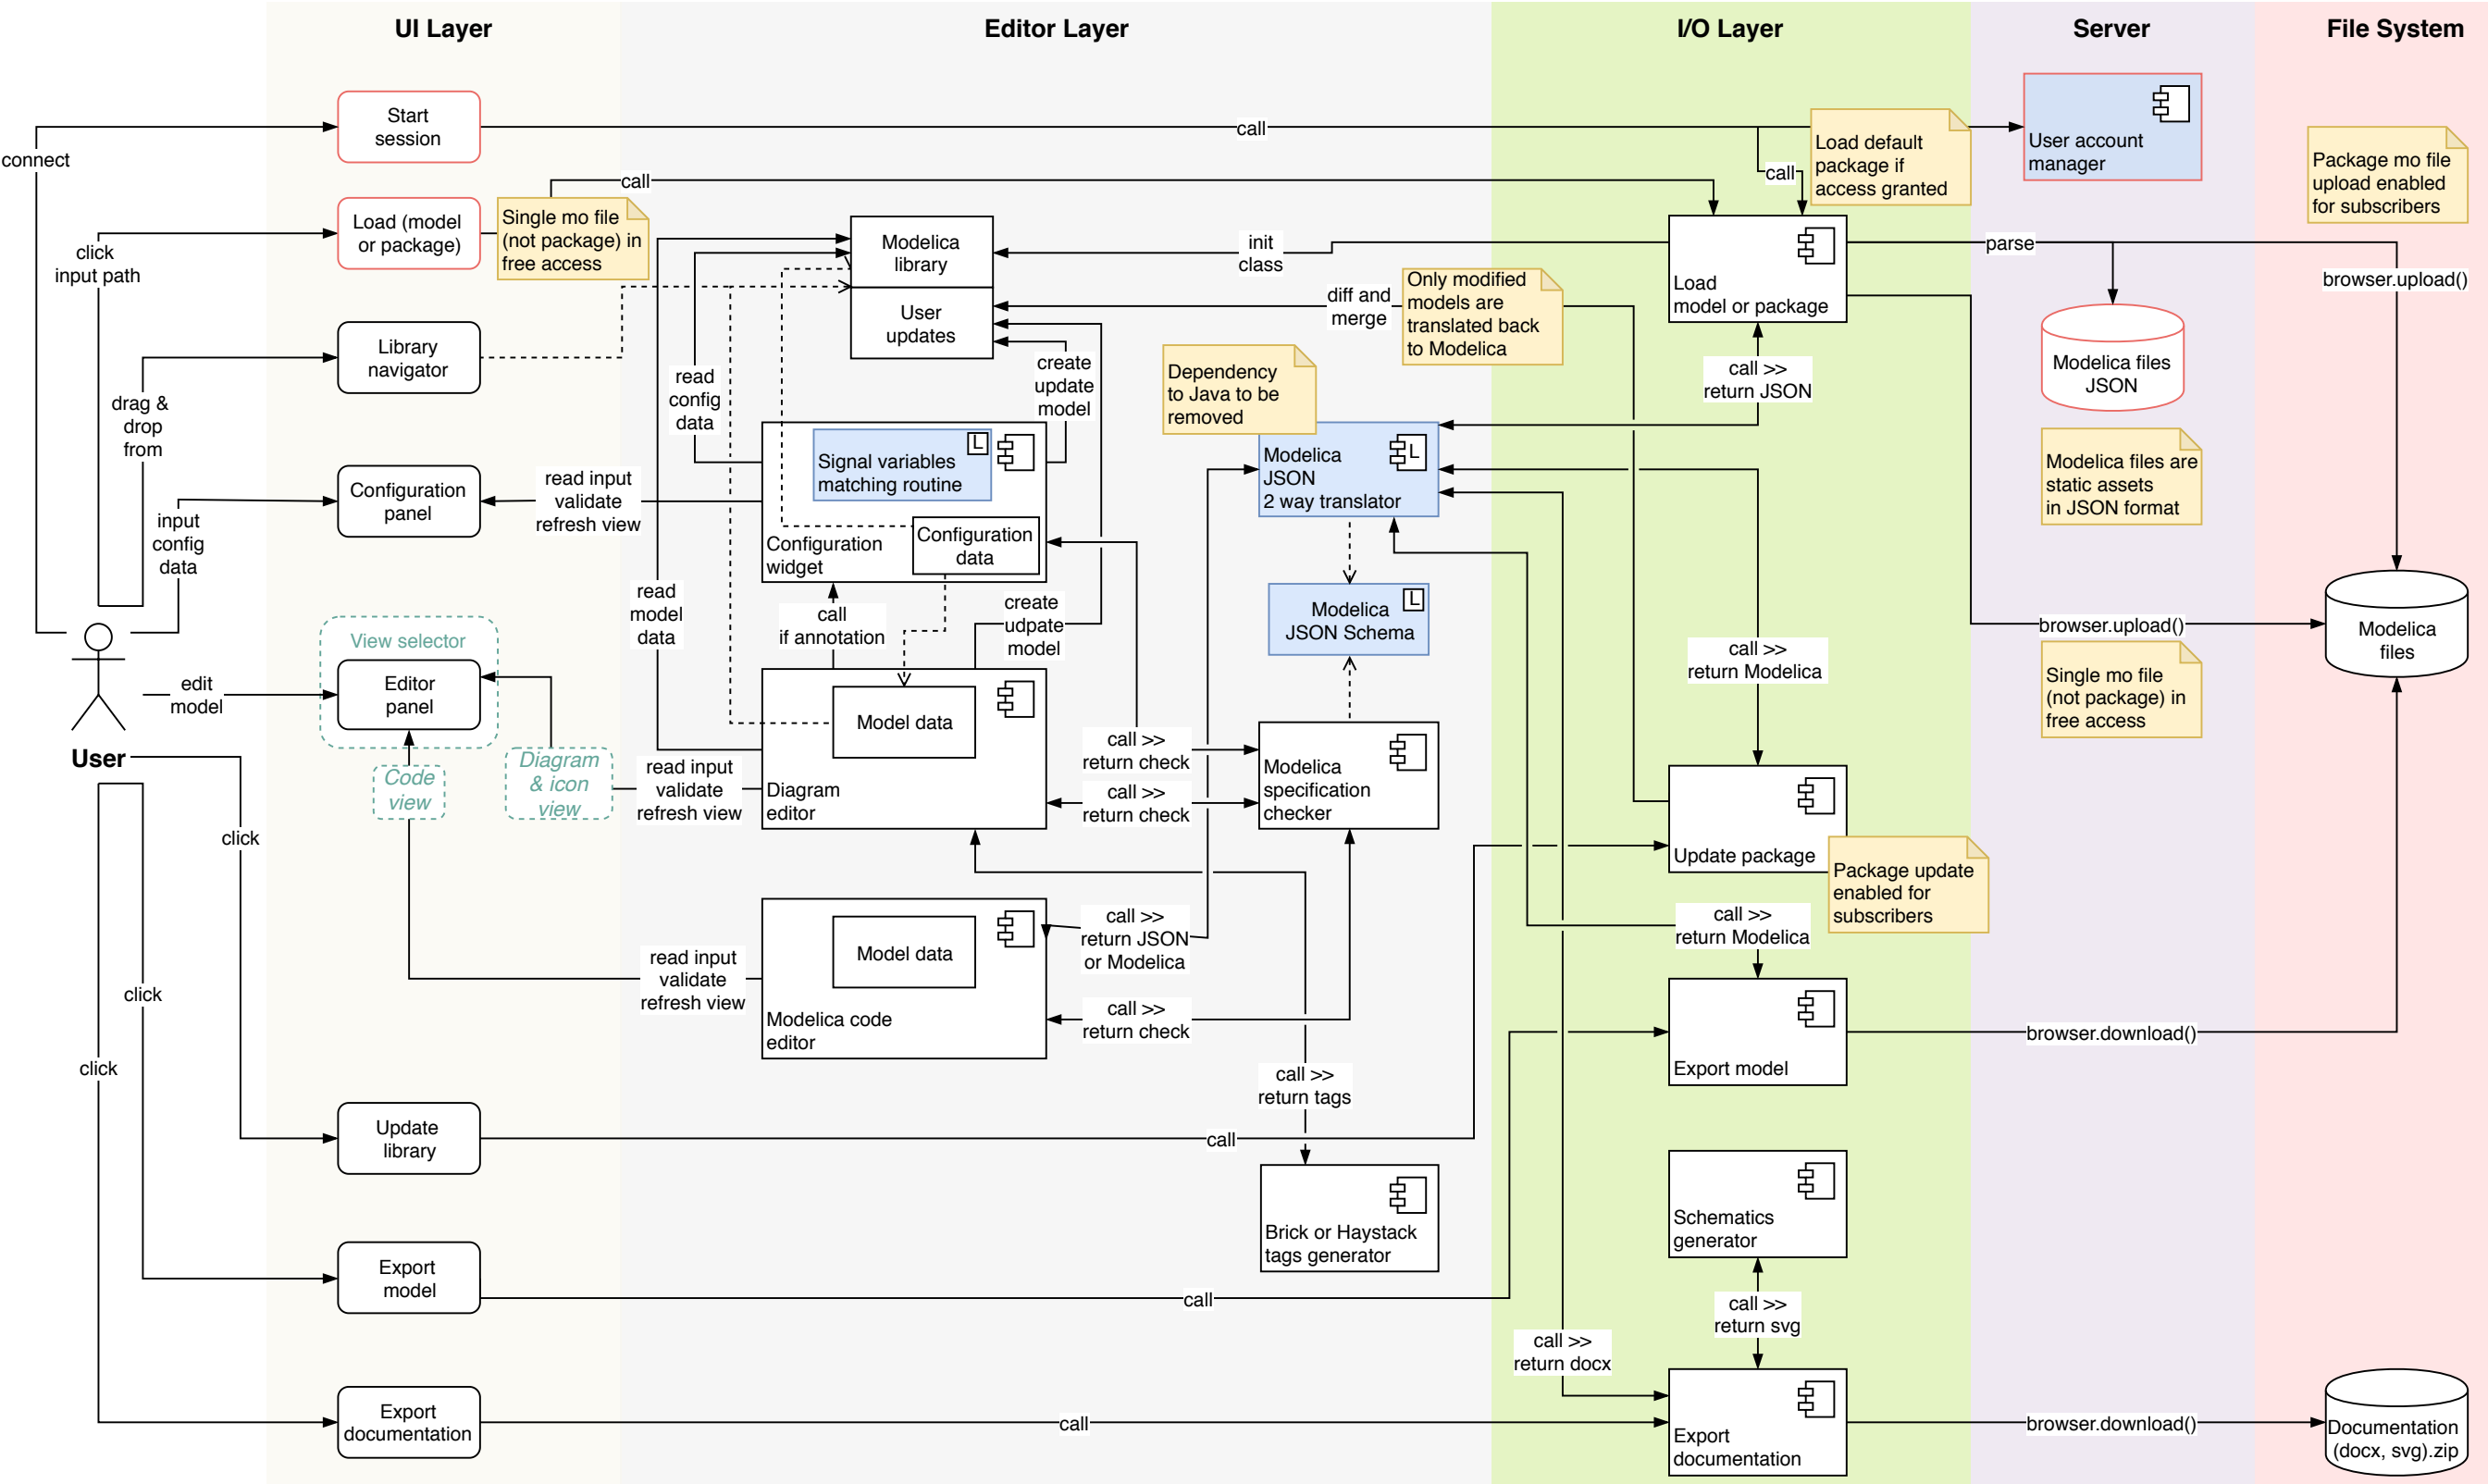 UI Layer
Editor Layer
I/O Layer
Server
File System
Start
session
call
Load default
package if
access granted
User account
manager
Package mo file
upload enabled
for subscribers
connect
call
call
Load (model
or package)
Single mo file
(not package) in
free access
click
input path
Modelica
library
User
updates
init
class
Load
model or package
parse
browser.upload()
diff and
merge
Only modified
models are
translated back
to Modelica
Modelica files
JSON
Library
navigator
drag &
drop
from
read
config
data
create
update
model
Dependency
to Java to be
removed
call >>
return JSON
Signal variables
matching routine
L
Configuration
widget
Configuration
data
Modelica
JSON
2 way translator
L
Modelica files are
static assets
in JSON format
Configuration
panel
read input
validate
refresh view
input
config
data
read
model
data
call
if annotation
create
udpate
model
Modelica
JSON Schema
L
browser.upload()
Modelica
files
call >>
return Modelica
Single mo file
(not package) in
free access
View selector
Editor
panel
edit
model
User
Model data
Diagram
editor
Code
view
Diagram
& icon
view
read input
validate
refresh view
call >>
return check
call >>
return check
Modelica
specification
checker
Update package
Package update
enabled for
subscribers
click
Model data
Modelica code
editor
call >>
return JSON
or Modelica
call >>
return Modelica
read input
validate
refresh view
call >>
return check
click
Export model
browser.download()
click
call >>
return tags
Update
library
call
Brick or Haystack
tags generator
Schematics
generator
Export
model
call
call >>
return svg
call >>
return docx
Export
documentation
call
Export
documentation
browser.download()
Documentation
(docx, svg).zip